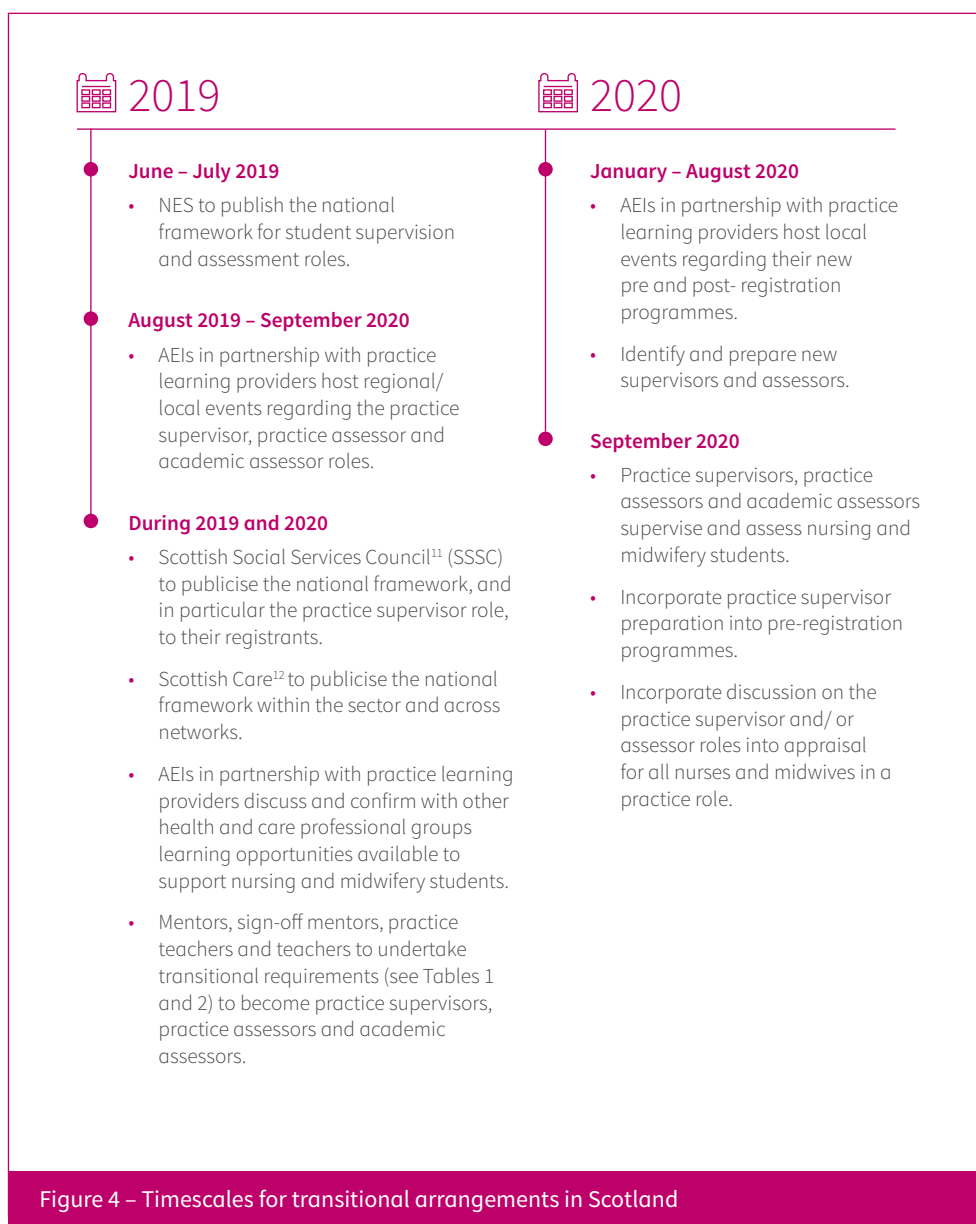 2019
June – July 2019
• NES to publish the national
framework for student supervision
and assessment roles.
August 2019 – September 2020
• AEIs in partnership with practice
learning providers host regional/
local events regarding the practice
supervisor, practice assessor and
academic assessor roles.
During 2019 and 2020
• Scottish Social Services Council11 (SSSC)
to publicise the national framework, and
in particular the practice supervisor role,
to their registrants.
• Scottish Care12 to publicise the national
framework within the sector and across
networks.
• AEIs in partnership with practice learning
providers discuss and confirm with other
health and care professional groups
learning opportunities available to
support nursing and midwifery students.
• Mentors, sign-off mentors, practice
teachers and teachers to undertake
transitional requirements (see Tables 1
and 2) to become practice supervisors,
practice assessors and academic
assessors.
2020
January – August 2020
• AEIs in partnership with practice
learning providers host local
events regarding their new
pre and post- registration
programmes.
• Identify and prepare new
supervisors and assessors.
September 2020
• Practice supervisors, practice
assessors and academic assessors
supervise and assess nursing and
midwifery students.
• Incorporate practice supervisor
preparation into pre-registration
programmes.
• Incorporate discussion on the
practice supervisor and/ or
assessor roles into appraisal
for all nurses and midwives in a
practice role.
Figure 4 – Timescales for transitional arrangements in Scotland